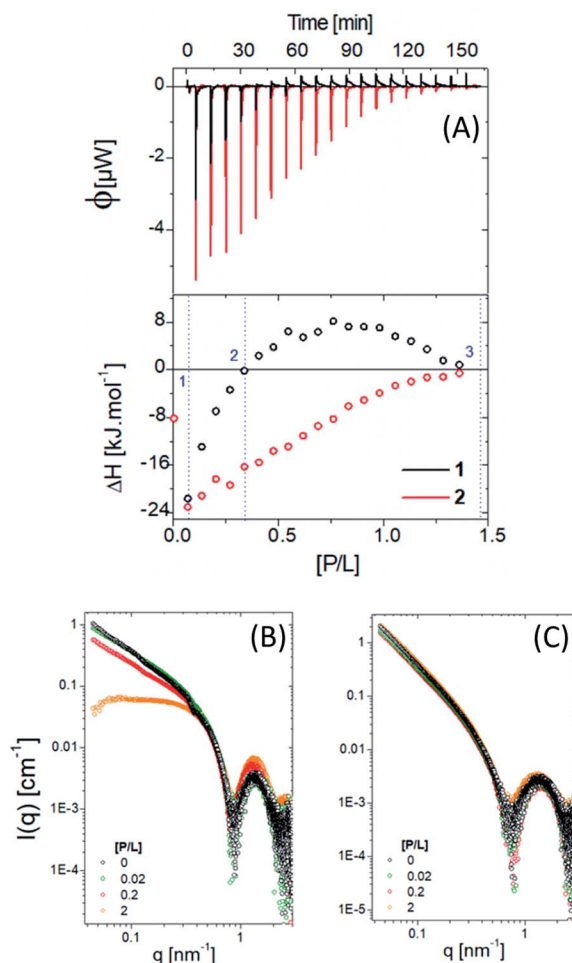 Time [min]
0 30 60 90 120 150
0
-2
-4
ϕ[µW]
(A)
8
0
-8
-16
-24
ΔH [kJ.mol⁻¹]
1
2
3
1
2
0.0 0.5 1.0 1.5
[P/L]
(B)
1
0.1
0.01
1E-3
1E-4
I(q) [cm⁻¹]
[P/L]
0
0.02
0.2
2
0.1 1
q [nm⁻¹]
(C)
1
0.1
0.01
1E-3
1E-4
1E-5
[P/L]
0
0.02
0.2
2
0.1 1
q [nm⁻¹]